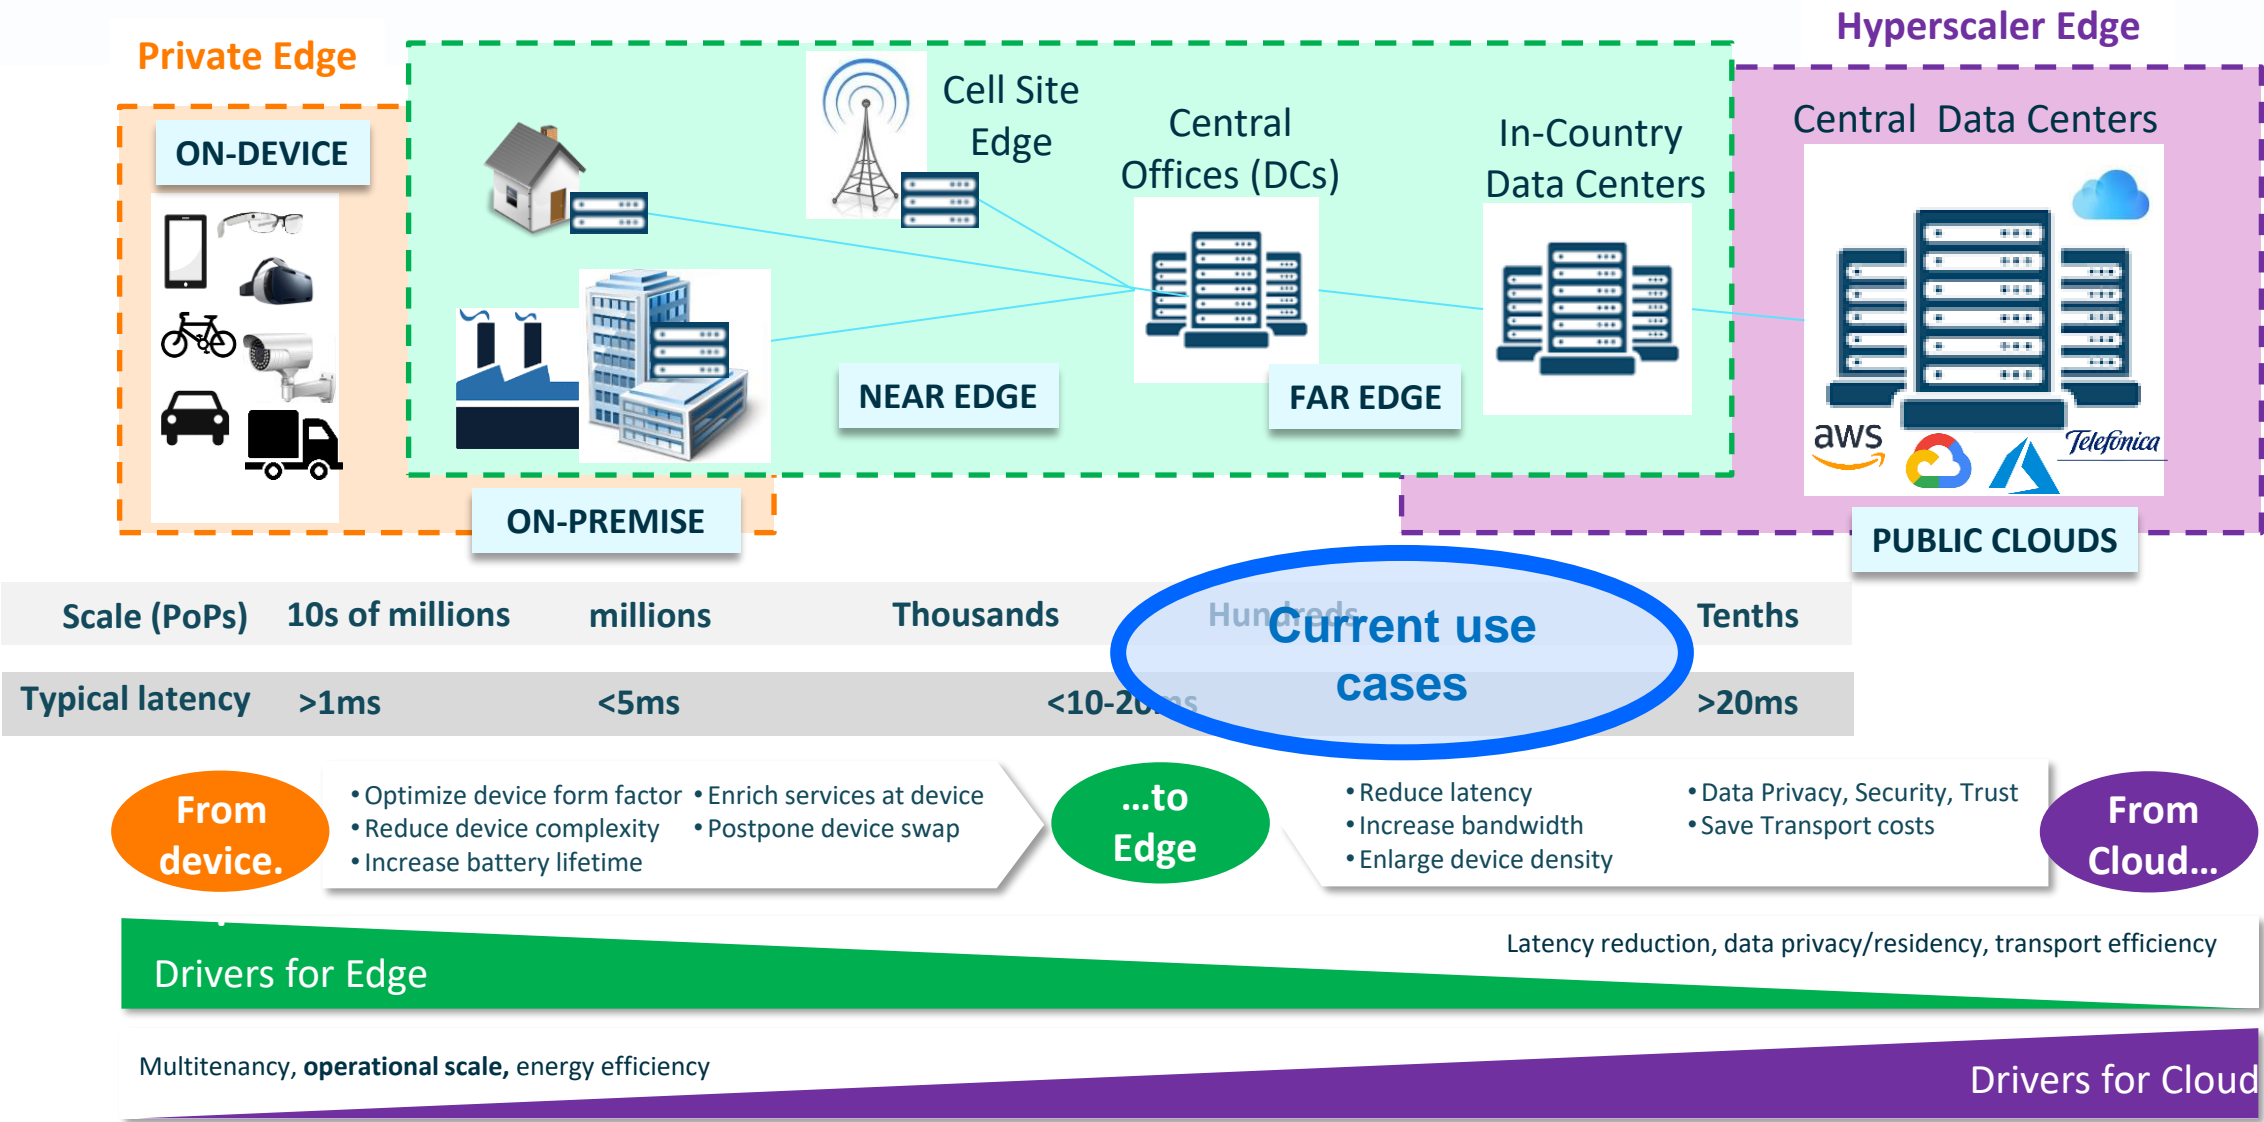 Private Edge
Hyperscaler Edge
ON-DEVICE
Cell Site
Edge
Central
Offices (DCs)
In-Country
Data Centers
Central Data Centers
NEAR EDGE
FAR EDGE
aws
Telefónica
ON-PREMISE
PUBLIC CLOUDS
Scale (PoPs) 10s of millions millions Thousands Hundreds Tenths
Typical latency >1ms <5ms <10-20ms >20ms
Current use
cases
From
device.
• Optimize device form factor
• Reduce device complexity
• Increase battery lifetime
• Enrich services at device
• Postpone device swap
...to
Edge
• Reduce latency
• Increase bandwidth
• Enlarge device density
• Data Privacy, Security, Trust
• Save Transport costs
From
Cloud...
Drivers for Edge
Latency reduction, data privacy/residency, transport efficiency
Multitenancy, operational scale, energy efficiency
Drivers for Cloud